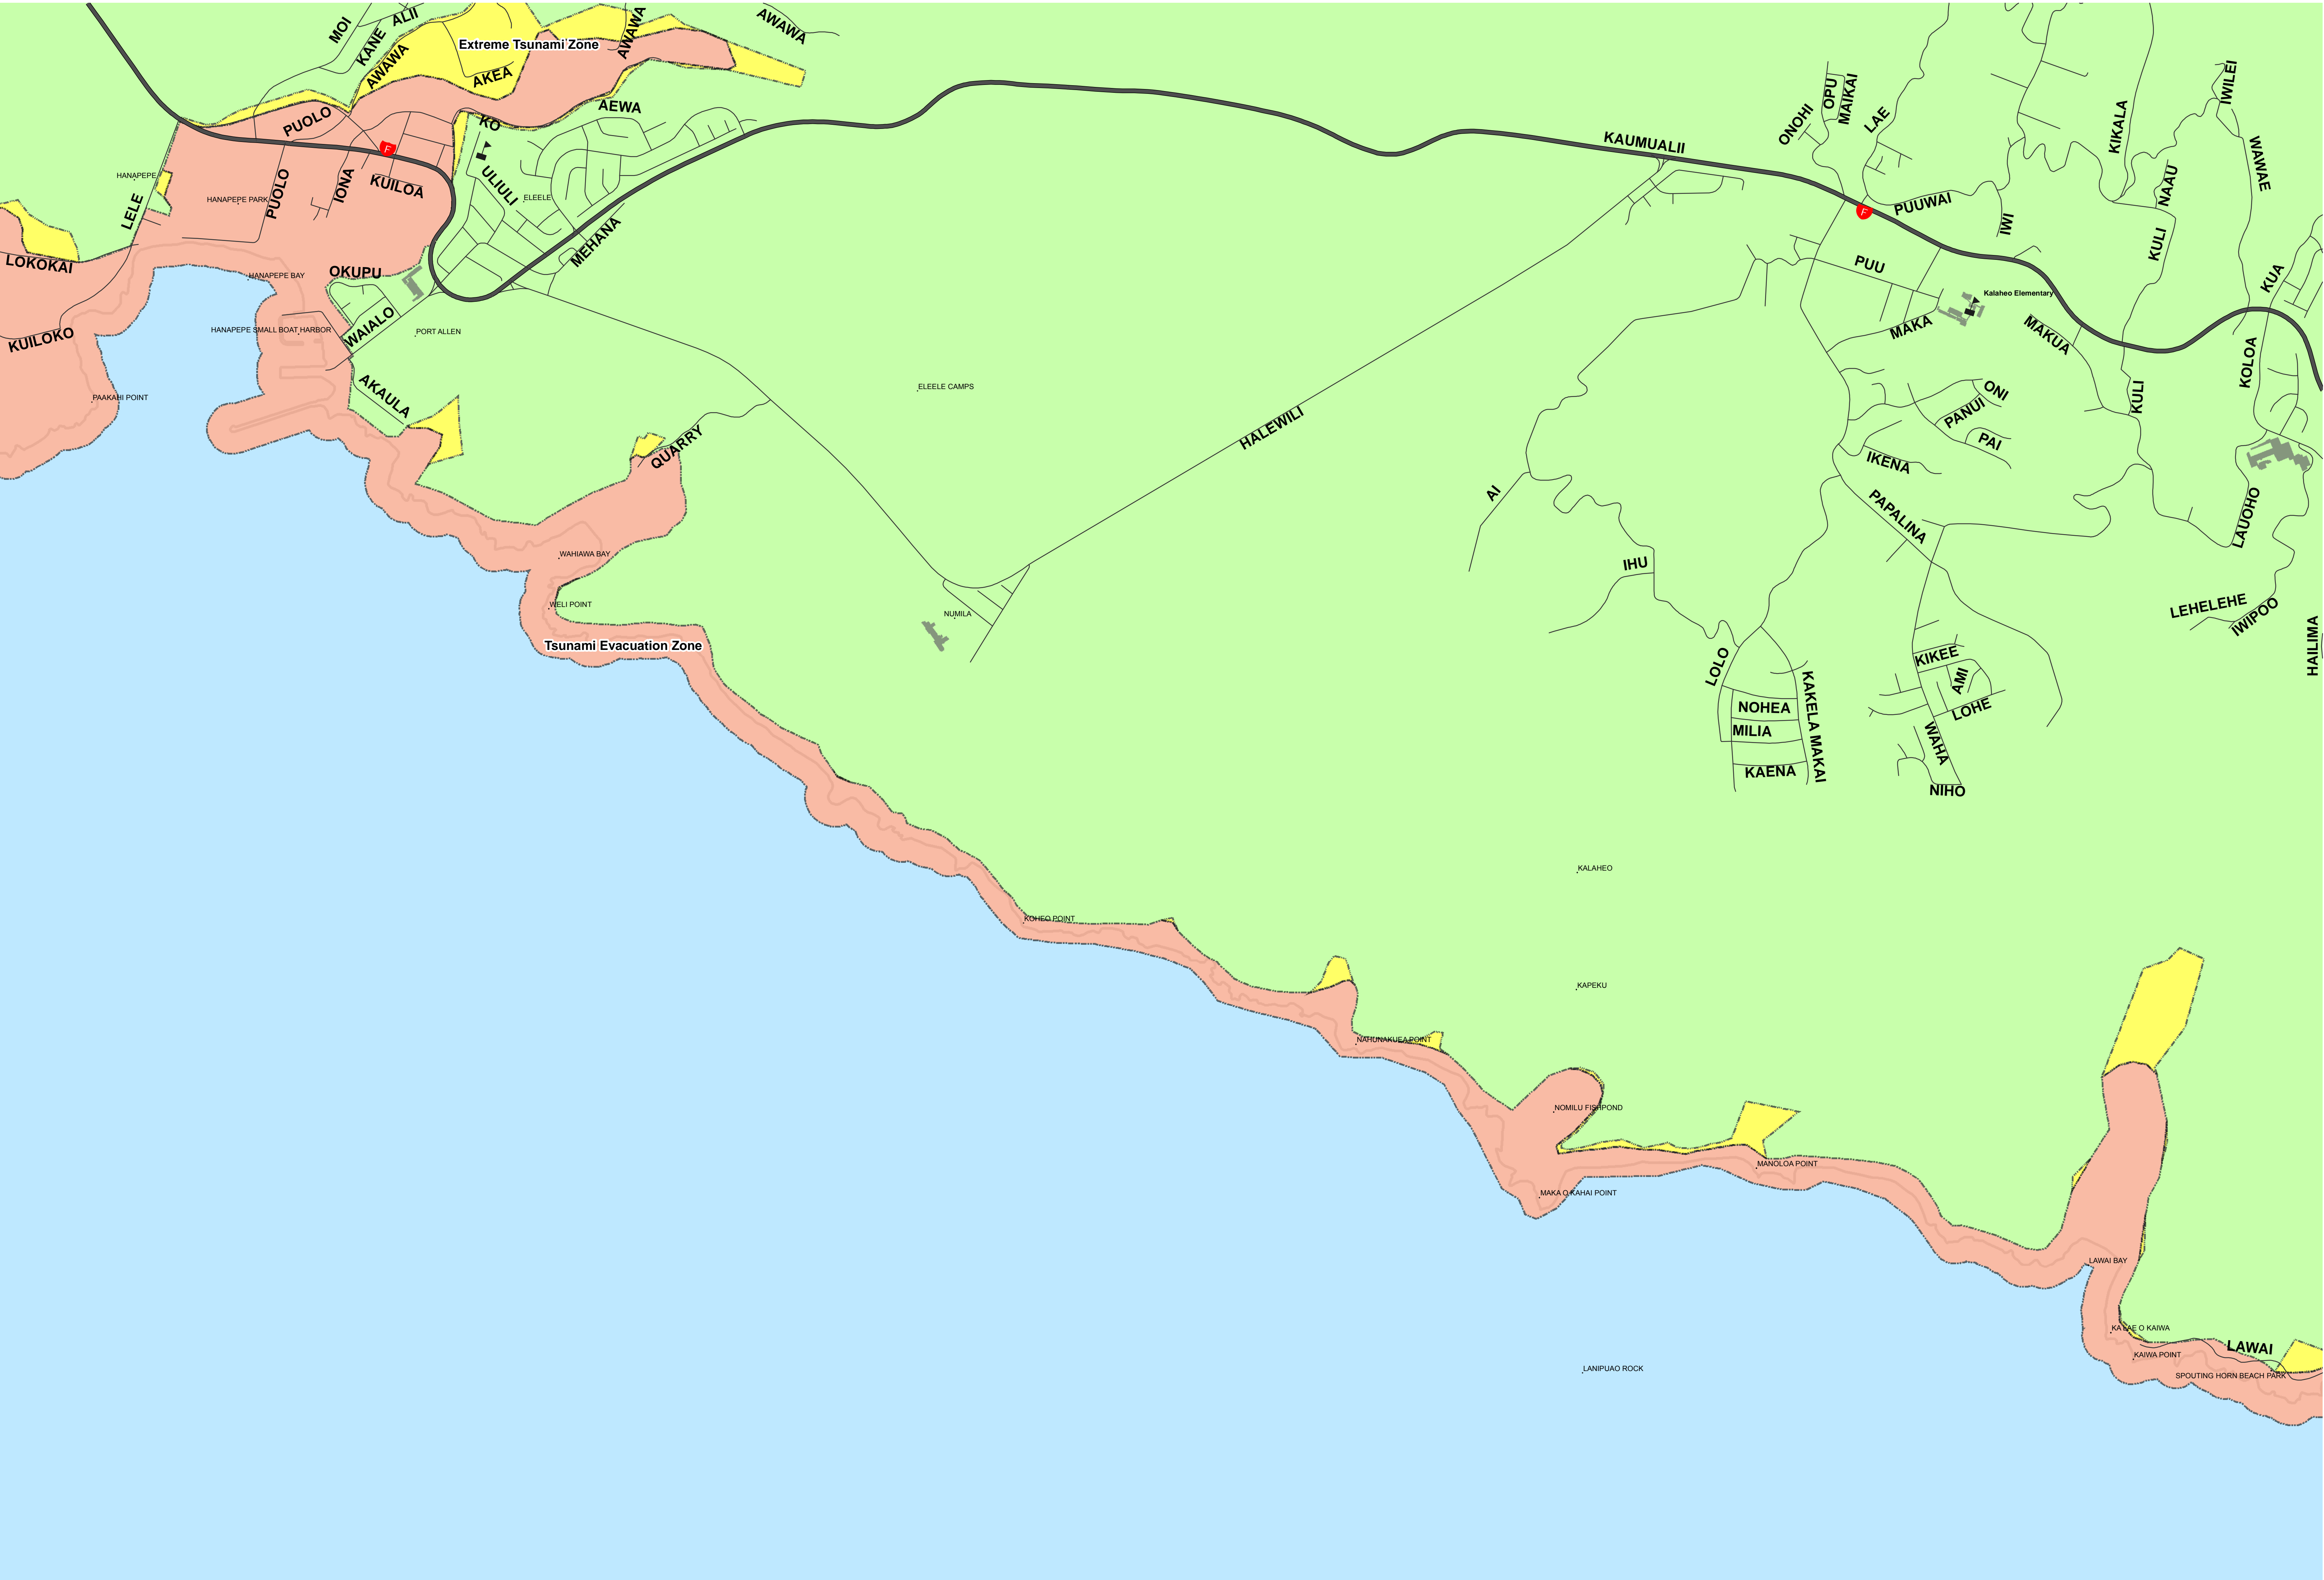 MOI
ALII
KANE
AWAWA
Extreme Tsunami Zone
AKEA
AWAWA
AWAWA
PUOLO
F
KO
AEWA
HANAPEPE
LELE
HANAPEPE PARK
PUOLO
IONA
KUILOA
ULIULI
ELEELE
MEHANA
LOKOKAI
HANAPEPE BAY
OKUPU
KUILOKO
HANAPEPE SMALL BOAT HARBOR
WAIALO
PORT ALLEN
PAAKAHI POINT
AKAULA
ELEELE CAMPS
QUARRY
HALEWILI
WAHIAWA BAY
WELI POINT
NUMILA
Tsunami Evacuation Zone
KAUMUALII
ONOHI
OPU
MAIKAI
LAE
F
PUUWAI
IWI
KIKALA
NAAU
KULI
IWILEI
WAWAE
KUA
PUU
Kalaheo Elementary
MAKA
MAKUA
KULI
KOLOA
ONI
PANUI
PAI
IKENA
AI
PAPALINA
LAUOHO
IHU
LEHELEHE
IWIPOO
HAILIMA
LOLO
KIKEE
AMI
LOHE
NOHEA
KAKELA MAKAI
MILIA
WAHA
KAENA
NIHO
KALAHEO
KOHEO POINT
KAPEKU
NAHUNAKUEA POINT
NOMILU FISHPOND
MANOLOA POINT
MAKA O KAHAI POINT
LAWAI BAY
KA LAE O KAIWA
LAWAI
KAIWA POINT
LANIPUAO ROCK
SPOUTING HORN BEACH PARK